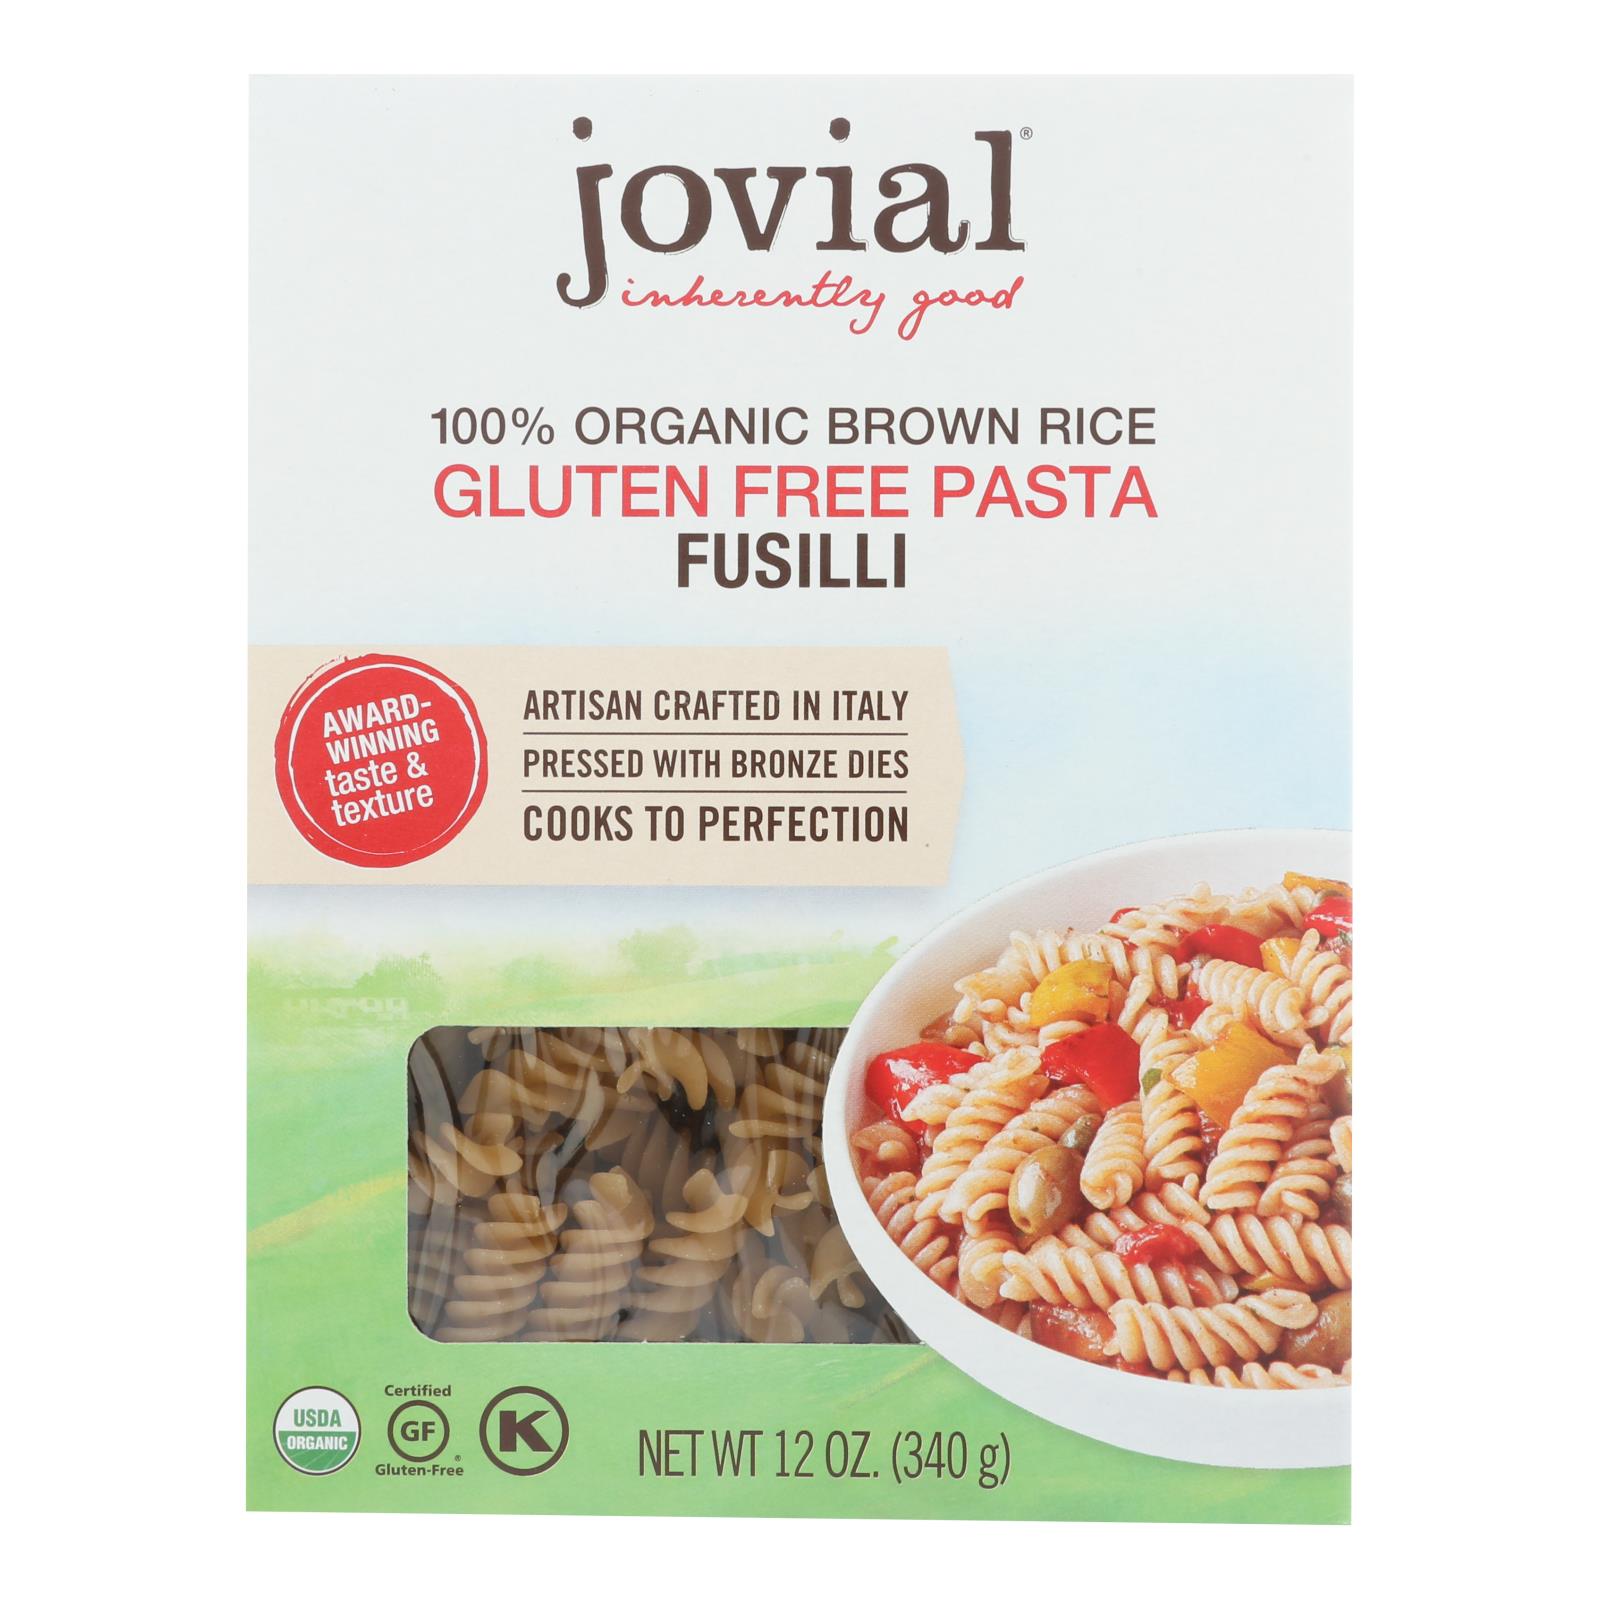 jovial®
inherently good
100% ORGANIC BROWN RICE
GLUTEN FREE PASTA
FUSILLI
AWARD-
WINNING
taste &
texture
ARTISAN CRAFTED IN ITALY
PRESSED WITH BRONZE DIES
COOKS TO PERFECTION
USDA
ORGANIC
Certified
GF
®
Gluten-Free
K
NET WT 12 OZ. (340 g)